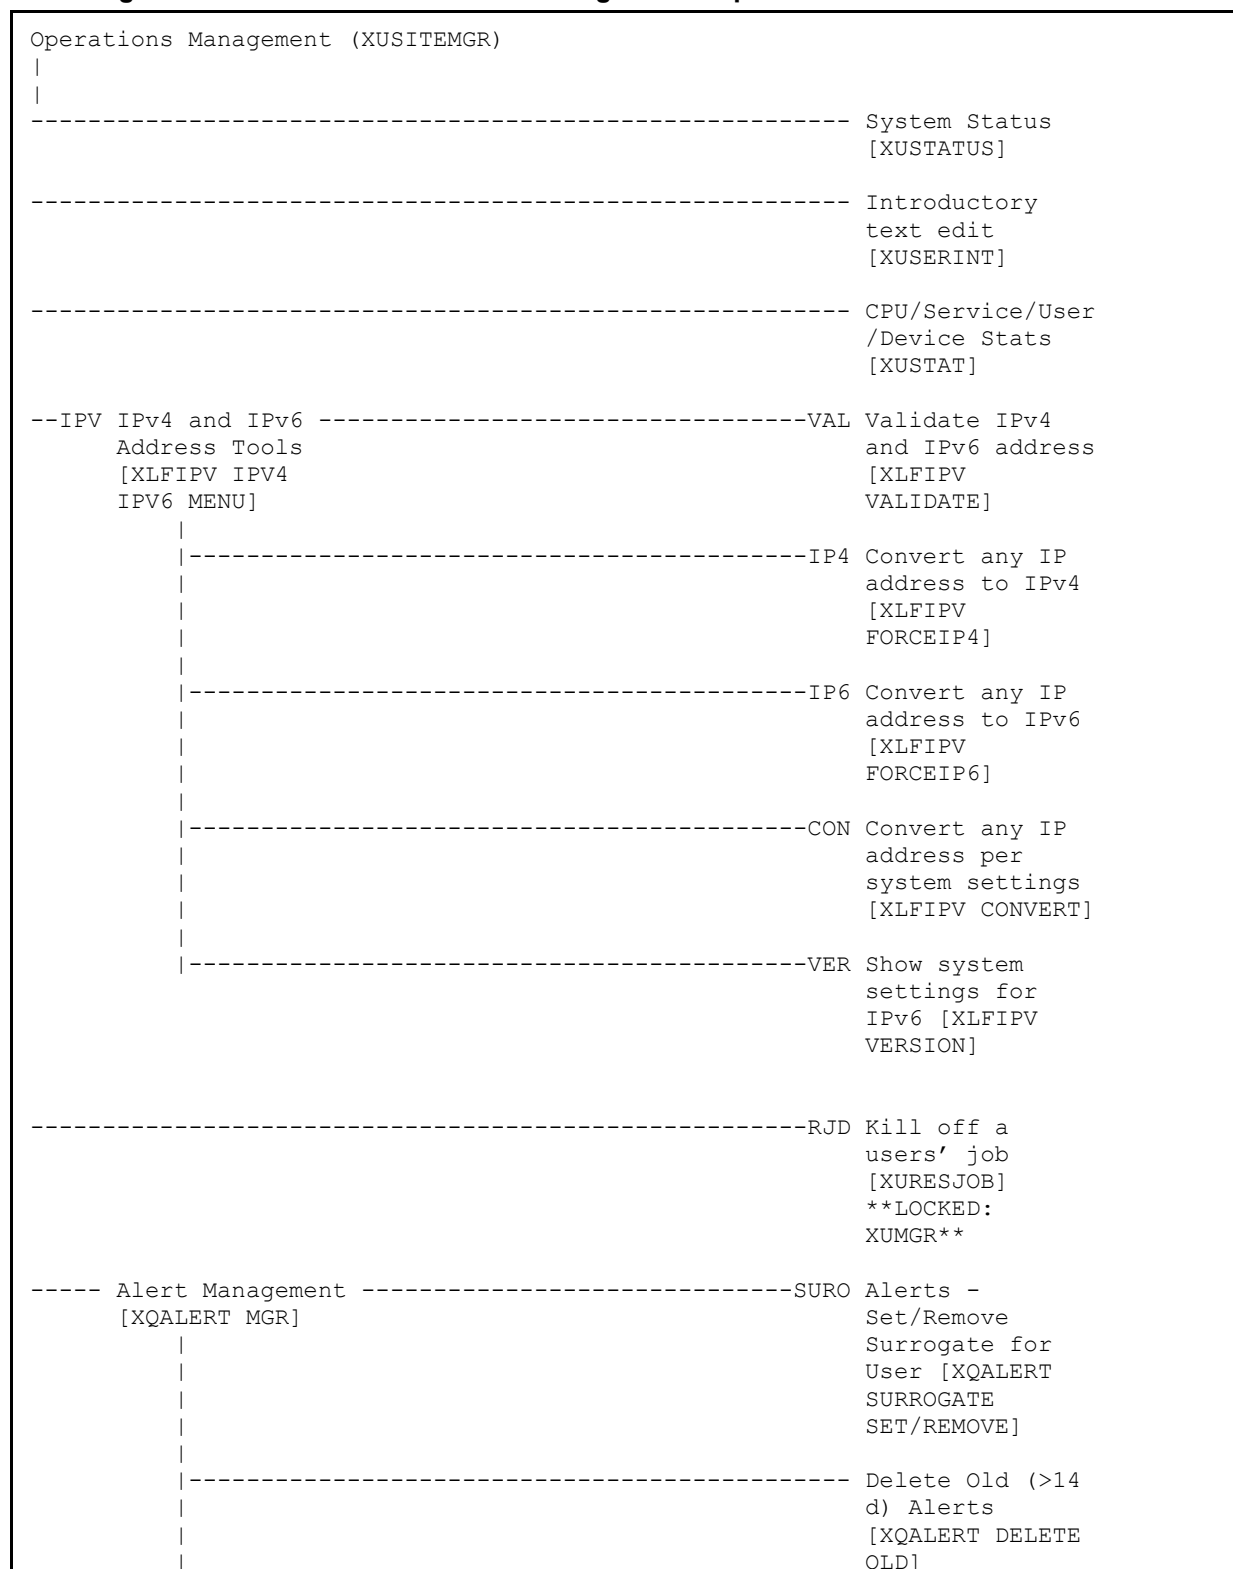 Operations Management (XUSITEMGR)
|
|
--------------------------------------------------------- System Status
[XUSTATUS]
--------------------------------------------------------- Introductory
text edit
[XUSERINT]
--------------------------------------------------------- CPU/Service/User
/Device Stats
[XUSTAT]
--IPV IPv4 and IPv6 ----------------------------------VAL Validate IPv4
Address Tools and IPv6 address
[XLFIPV IPV4 [XLFIPV
IPV6 MENU] VALIDATE]
|
|-------------------------------------------IP4 Convert any IP
| address to IPv4
| [XLFIPV
| FORCEIP4]
|
|-------------------------------------------IP6 Convert any IP
| address to IPv6
| [XLFIPV
| FORCEIP6]
|
|-------------------------------------------CON Convert any IP
| address per
| system settings
| [XLFIPV CONVERT]
|
|-------------------------------------------VER Show system
settings for
IPv6 [XLFIPV
VERSION]
------------------------------------------------------RJD Kill off a
users’ job
[XURESJOB]
**LOCKED:
XUMGR**
----- Alert Management ------------------------------SURO Alerts -
[XQALERT MGR] Set/Remove
| Surrogate for
| User [XQALERT
| SURROGATE
| SET/REMOVE]
|
|---------------------------------------------- Delete Old (>14
| d) Alerts
| [XQALERT DELETE
| OLD]